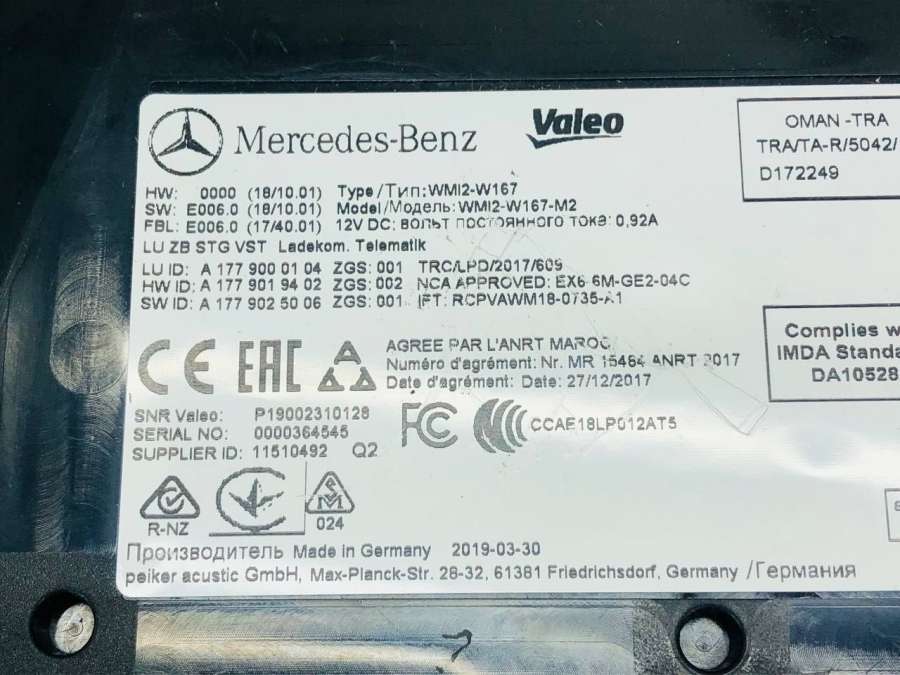 Mercedes-Benz
Valeo
OMAN -TRA
TRA/TA-R/5042/
D172249
HW: 0000 (18/10.01) Type/Тип: WMI2-W167
SW: E006.0 (18/10.01) Model/Модель: WMI2-W167-M2
FBL: E006.0 (17/40.01) 12V DC: ВОЛЬТ ПОСТОЯННОГО ТОКА: 0,92A
LU ZB STG VST Ladekom. Telematik
LU ID: A 177 900 01 04 ZGS: 001 TRC/LPD/2017/609
HW ID: A 177 901 94 02 ZGS: 002 NCA APPROVED: EX6 6M-GE2-04C
SW ID: A 177 902 50 06 ZGS: 001 IFT: RCPVAWM18-0735-A1
Complies w
IMDA Standa
DA10528
CE EAC
AGREE PAR L'ANRT MAROC
Numéro d'agrément: Nr. MR 15464 ANRT 2017
Date d'agrément: Date: 27/12/2017
SNR Valeo: P19002310128
SERIAL NO: 0000364545
SUPPLIER ID: 11510492 Q2
FC
CCAE18LP012AT5
R-NZ
024
Производитель Made in Germany 2019-03-30
peiker acustic GmbH, Max-Planck-Str. 28-32, 61381 Friedrichsdorf, Germany /Германия